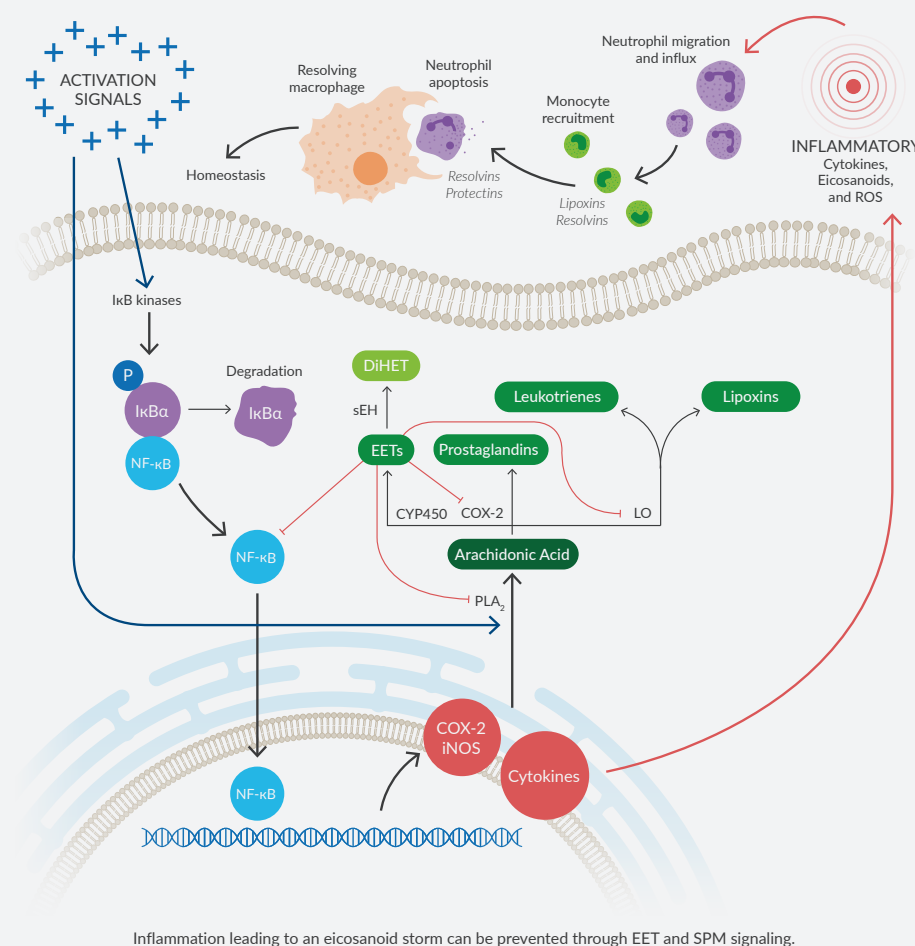 ACTIVATION
SIGNALS
Resolving
macrophage
Neutrophil
apoptosis
Neutrophil migration
and influx
Monocyte
recruitment
Homeostasis
Resolvins
Protectins
Lipoxins
Resolvins
INFLAMMATORY
Cytokines,
Eicosanoids,
and ROS
IκB kinases
P
IκBα
NF-κB
Degradation
IκBα
DiHET
sEH
EETs
Prostaglandins
Leukotrienes
Lipoxins
CYP450
COX-2
LO
Arachidonic Acid
NF-κB
PLA₂
COX-2
iNOS
Cytokines
NF-κB
Inflammation leading to an eicosanoid storm can be prevented through EET and SPM signaling.